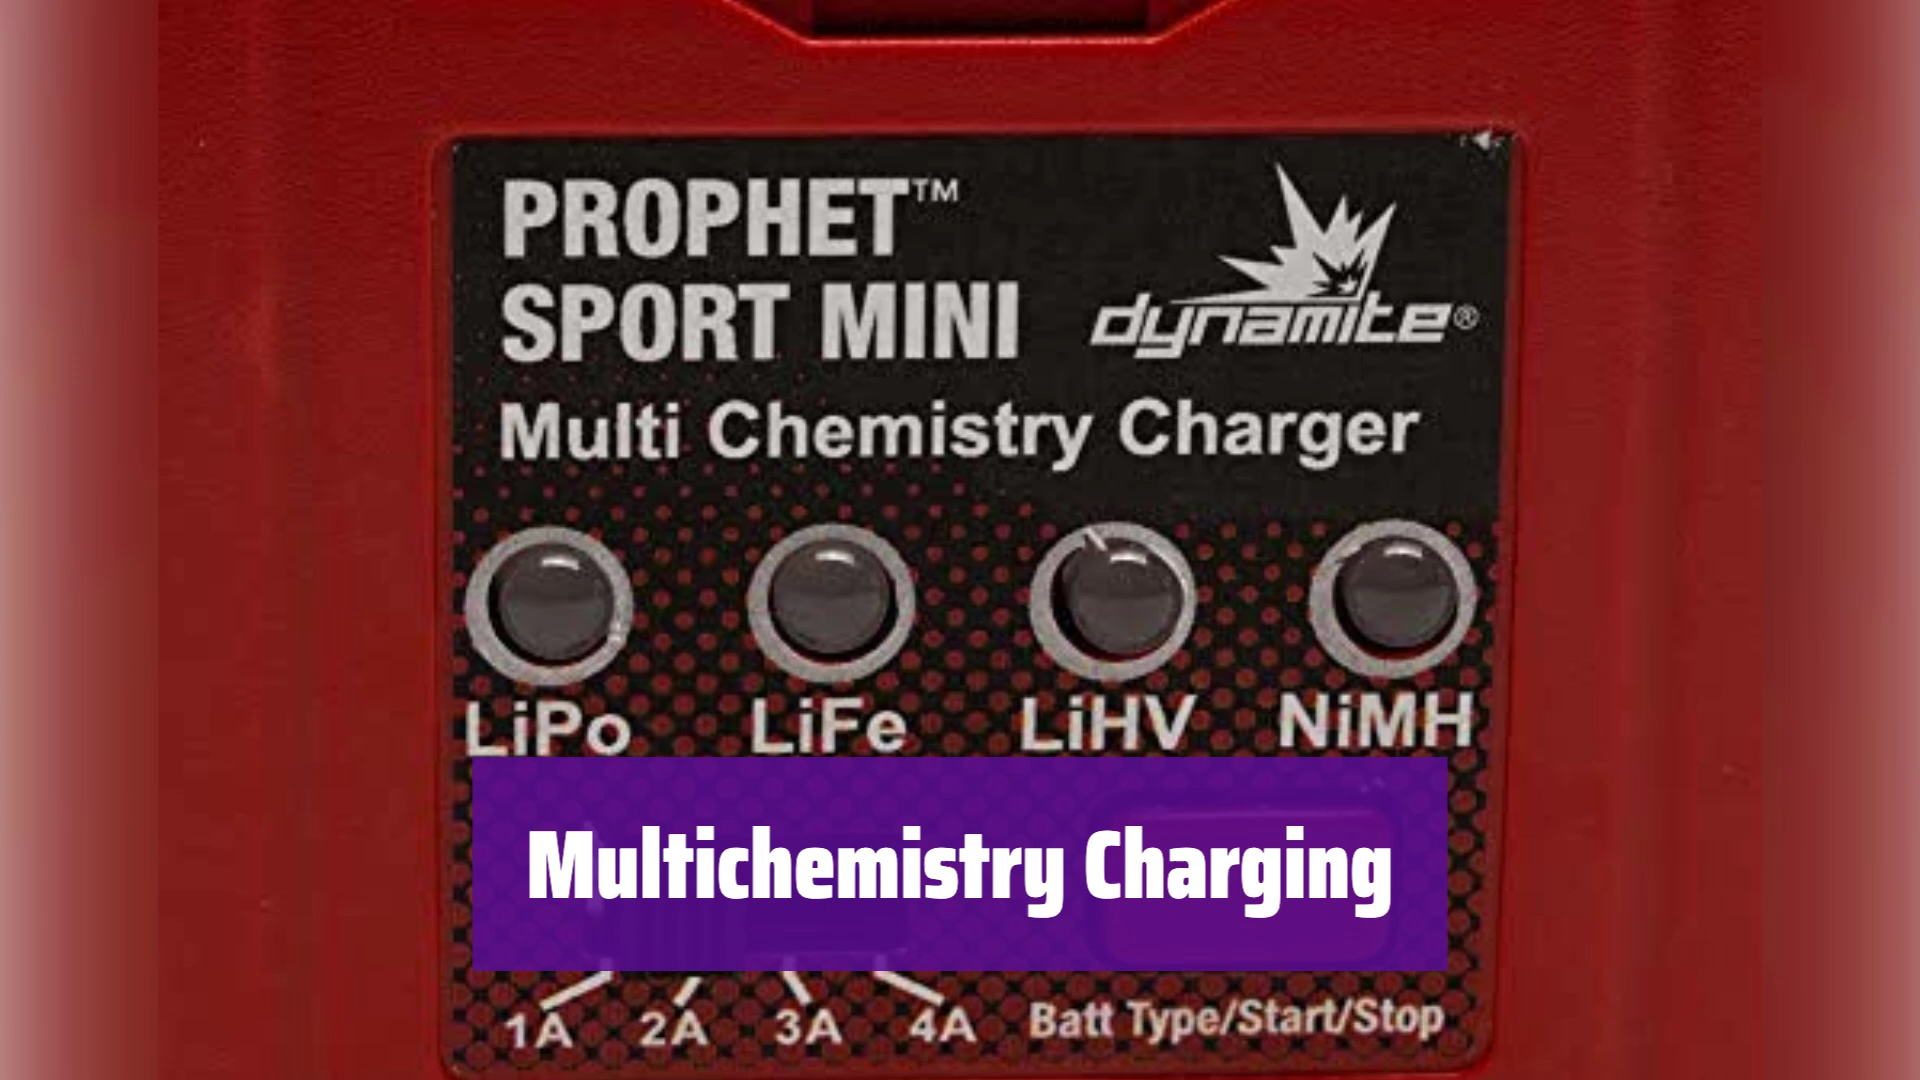 PROPHET™
SPORT MINI
dynamite®
Multi Chemistry Charger
LiPo LiFe LiHV NiMH
Multichemistry Charging
1A 2A 3A 4A Batt Type/Start/Stop